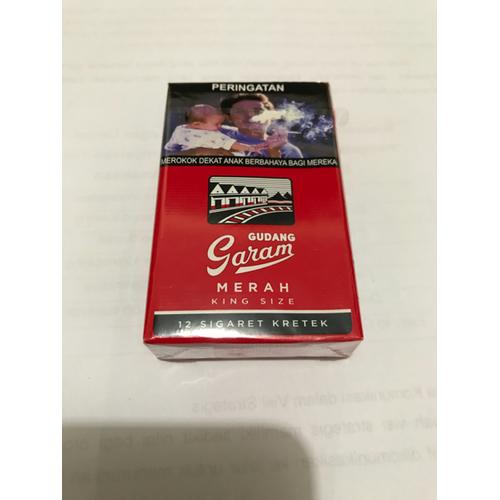 PERINGATAN
MEROKOK DEKAT ANAK BERBAHAYA BAGI MEREKA
GUDANG
Garam
MERAH
KING SIZE
12 SIGARET KRETEK